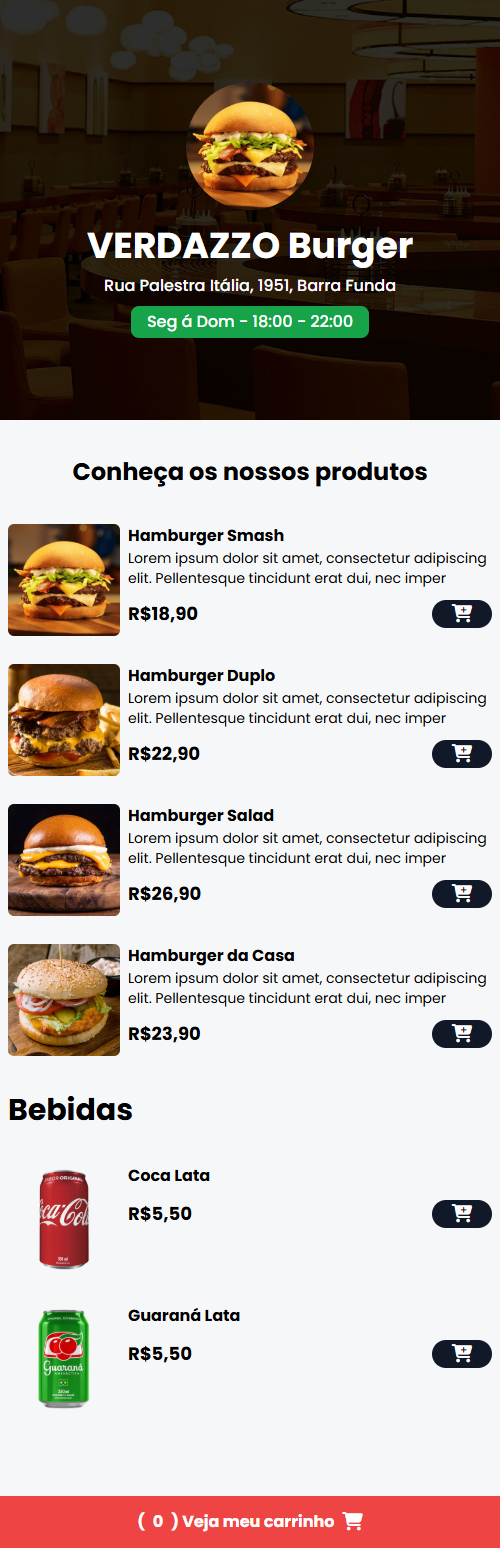 VERDAZZO Burger
Rua Palestra Itália, 1951, Barra Funda
Seg á Dom - 18:00 - 22:00
Conheça os nossos produtos
Hamburger Smash
Lorem ipsum dolor sit amet, consectetur adipiscing
elit. Pellentesque tincidunt erat dui, nec imper
R$18,90
Hamburger Duplo
Lorem ipsum dolor sit amet, consectetur adipiscing
elit. Pellentesque tincidunt erat dui, nec imper
R$22,90
Hamburger Salad
Lorem ipsum dolor sit amet, consectetur adipiscing
elit. Pellentesque tincidunt erat dui, nec imper
R$26,90
Hamburger da Casa
Lorem ipsum dolor sit amet, consectetur adipiscing
elit. Pellentesque tincidunt erat dui, nec imper
R$23,90
Bebidas
Coca Lata
R$5,50
Guaraná Lata
Guaraná
R$5,50
( 0 ) Veja meu carrinho